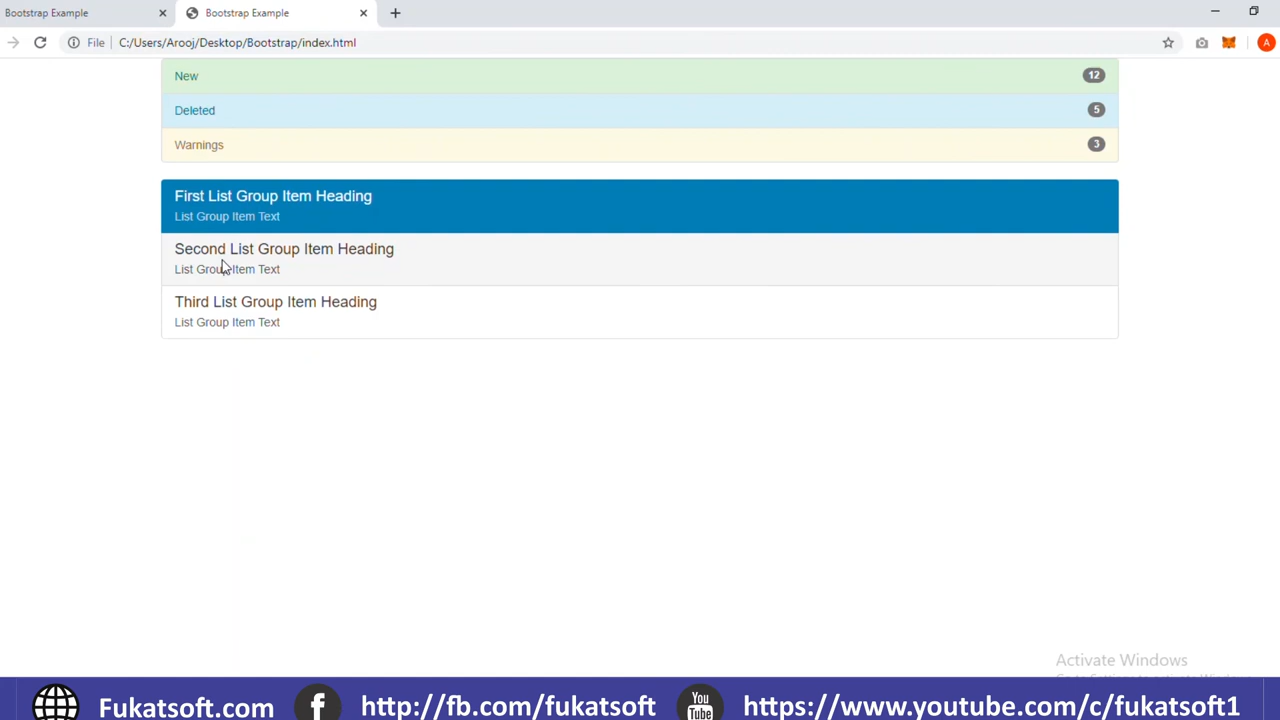 Bootstrap Example
Bootstrap Example
File C:/Users/Arooj/Desktop/Bootstrap/index.html A
New 12
Deleted 5
Warnings 3
First List Group Item Heading
List Group Item Text
Second List Group Item Heading
List Group Item Text
Third List Group Item Heading
List Group Item Text
Activate Windows
Fukatsoft.com f http://fb.com/fukatsoft You Tube https://www.youtube.com/c/fukatsoft1